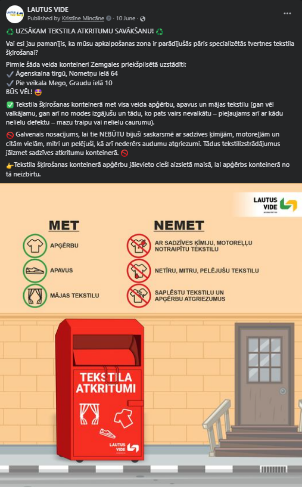 LAUTUS VIDE
Published by Kristīne Mincāne · 10 June ·
♻️ UZSĀKAM TEKSTILA ATKRITUMU SAVĀKŠANU! ♻️
Vai esi jau pamanījis, ka mūsu apkalpošanas zonā ir parādījušās pāris specializētās tvertnes tekstila
šķirošanai?
Pirmie šāda veida konteineri Zemgales priekšpilsētā uzstādīti:
✔️ Āgenskalna tirgū, Nometņu ielā 64
✔️ Pie veikala Mego, Graudu ielā 10
BŪS VĒL! 🤩
✅ Tekstila šķirošanas konteinerā met visa veida apģērbu, apavus un mājas tekstilu (gan vēl
valkājamu, gan arī no modes izgājušu un tādu, ko pats vairs nevalkātu – pieļaujams arī ar kādu
nelielu defektu – mazu traipu vai nelielu caurumu).
🚫 Galvenais nosacījums, lai tie NEBŪTU bijuši saskarsmē ar sadzīves ķīmijām, motoreļļām un
citām vielām, mitri un pelējuši, kā arī nederēs audumu atgriezumi. Tādus tekstilizstrādājumus
jāizmet sadzīves atkritumu konteinerā. 🚫
👉Tekstila šķirošanas konteinerā apģērbu jāievieto cieši aizsietā maisā, lai apģērbs konteinerā no
tā neizbirtu.
LAUTUS
VIDE
MET
NEMET
APĢĒRBU
AR SADZĪVES ĶĪMIJU, MOTOREĻĻU
NOTRAIPĪTU TEKSTILU
APAVUS
NETĪRU, MITRU, PELĒJUŠU TEKSTILU
MĀJAS TEKSTILU
SAPLĒSTU TEKSTILU UN
APĢĒRBU ATGRIEZUMUS
TEKSTILA
ATKRITUMI
LAUTUS
VIDE